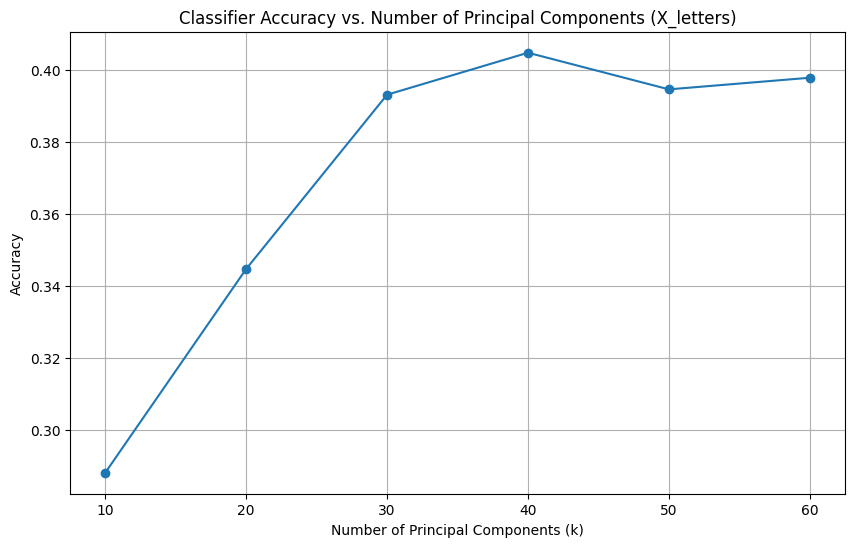 Classifier Accuracy vs. Number of Principal Components (X_letters)
Accuracy
0.40
0.38
0.36
0.34
0.32
0.30
10 20 30 40 50 60
Number of Principal Components (k)